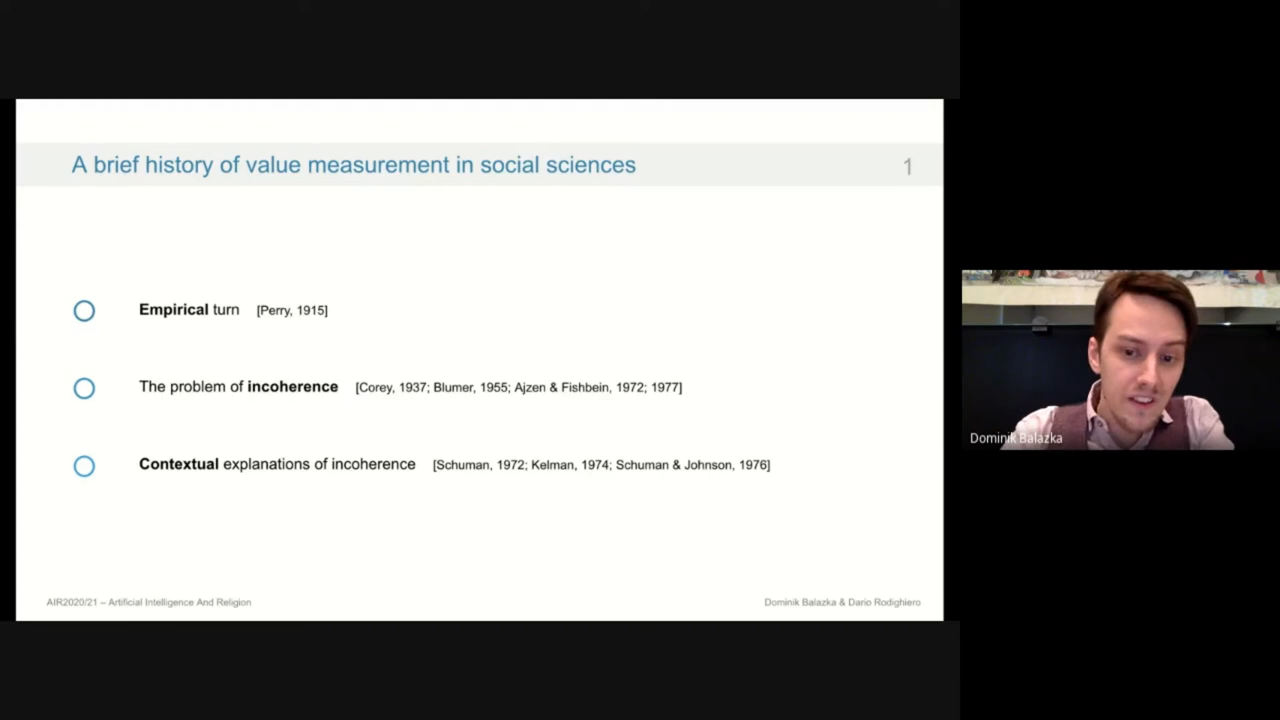 A brief history of value measurement in social sciences
1
Empirical turn [Perry, 1915]
The problem of incoherence [Corey, 1937; Blumer, 1955; Ajzen & Fishbein, 1972; 1977]
Contextual explanations of incoherence [Schuman, 1972; Kelman, 1974; Schuman & Johnson, 1976]
AIR2020/21 – Artificial Intelligence And Religion
Dominik Balazka & Dario Rodighiero
Dominik Balazka